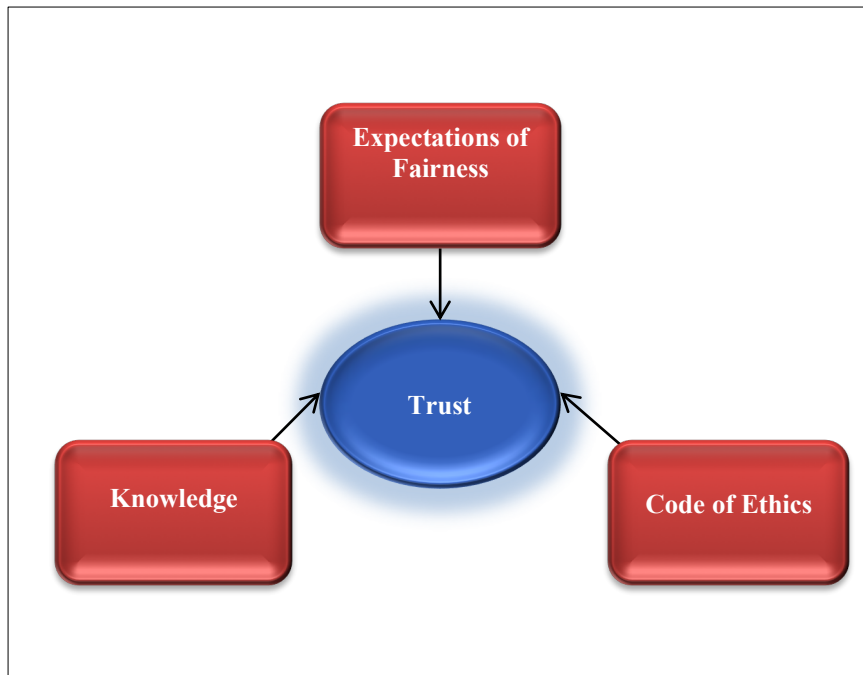 Expectations of
Fairness
Trust
Knowledge
Code of Ethics